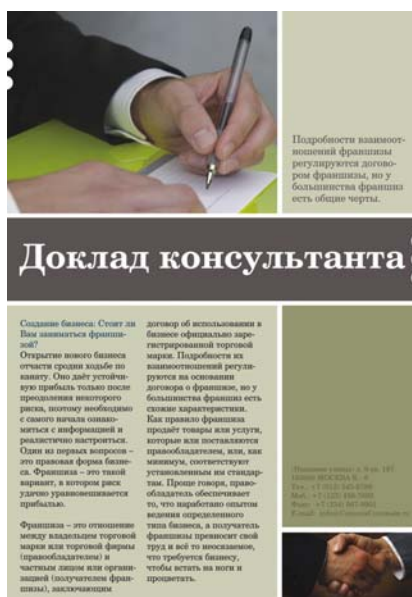 Подробности взаимоот-
ношений франшизы
регулируются догово-
ром франшизы, но у
большинства франшиз
есть общие черты.
Доклад консультанта
Создание бизнеса: Стоит ли
Вам заниматься франши-
зой?
Открытие нового бизнеса
отчасти сродни ходьбе по
канату. Оно даёт устойчи-
вую прибыль только после
преодоления некоторого
риска, поэтому необходимо
с самого начала ознако-
миться с информацией и
реалистично настроиться.
Один из первых вопросов –
это правовая форма бизне-
са. Франшиза – это такой
вариант, в котором риск
удачно уравновешивается
прибылью.
Франшиза – это отношение
между владельцем торговой
марки или торговой фирмы
(правообладателем) и
частным лицом или органи-
зацией (получателем фран-
шизы), заключающим
договор об использовании в
бизнесе официально заре-
гистрированной торговой
марки. Подробности их
взаимоотношений регули-
руются на основании
договора о франшизе, но у
большинства франшиз есть
схожие характеристики.
Как правило франшиза
продаёт товары или услуги,
которые или поставляются
правообладателем, или, как
минимум, соответствуют
установленным им стандар-
там. Проще говоря, право-
обладатель обеспечивает
то, что наработано опытом
ведения определенного
типа бизнеса, а получатель
франшизы привносит свой
труд и всё то неосязаемое,
что требуется бизнесу,
чтобы встать на ноги и
процветать.
МОСКВА